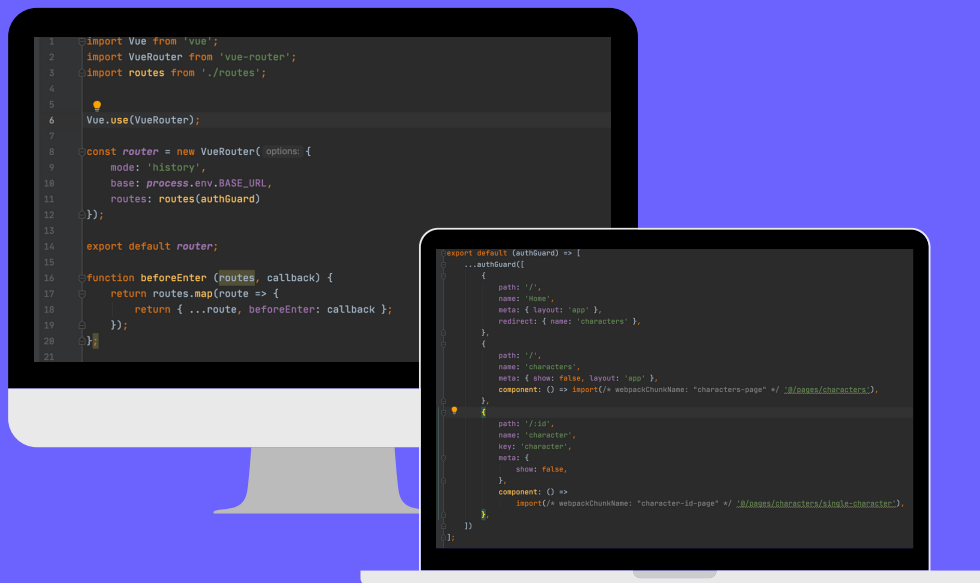 1 import Vue from 'vue';
2 import VueRouter from 'vue-router';
3 import routes from './routes';
4
5
6 Vue.use(VueRouter);
7
8 const router = new VueRouter( options: {
9 mode: 'history',
10 base: process.env.BASE_URL,
11 routes: routes(authGuard)
12 });
13
14 export default router;
15
16 function beforeEnter (routes, callback) {
17 return routes.map(route => {
18 return { ...route, beforeEnter: callback };
19 });
20 };
21
export default (authGuard) => [
...authGuard([
{
path: '/',
name: 'Home',
meta: { layout: 'app' },
redirect: { name: 'characters' },
},
{
path: '/',
name: 'characters',
meta: { show: false, layout: 'app' },
component: () => import(/* webpackChunkName: "characters-page" */ '@/pages/characters'),
},
{
path: '/:id',
name: 'character',
key: 'character',
meta: {
show: false,
},
component: () =>
import(/* webpackChunkName: "character-id-page" */ '@/pages/characters/single-character'),
},
])
];